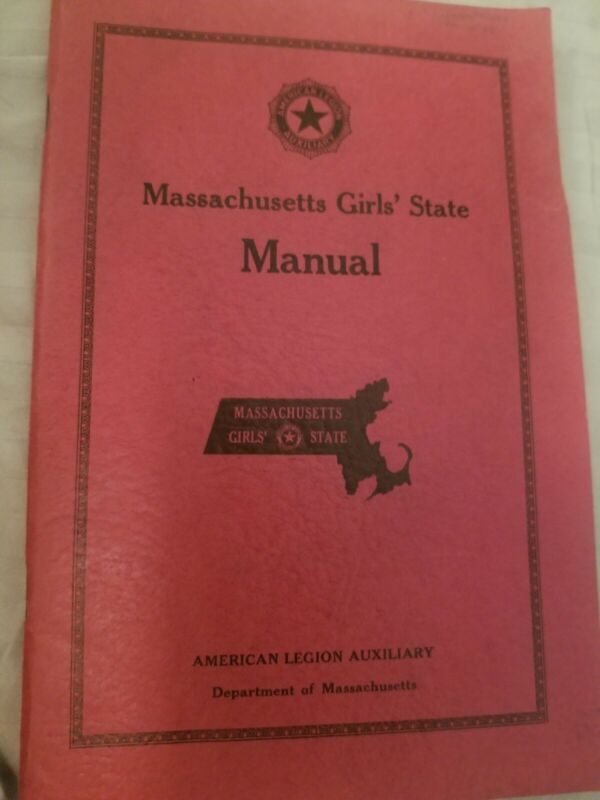 AMERICAN LEGION
AUXILIARY
Massachusetts Girls' State
Manual
MASSACHUSETTS
GIRLS' STATE
AMERICAN LEGION AUXILIARY
Department of Massachusetts